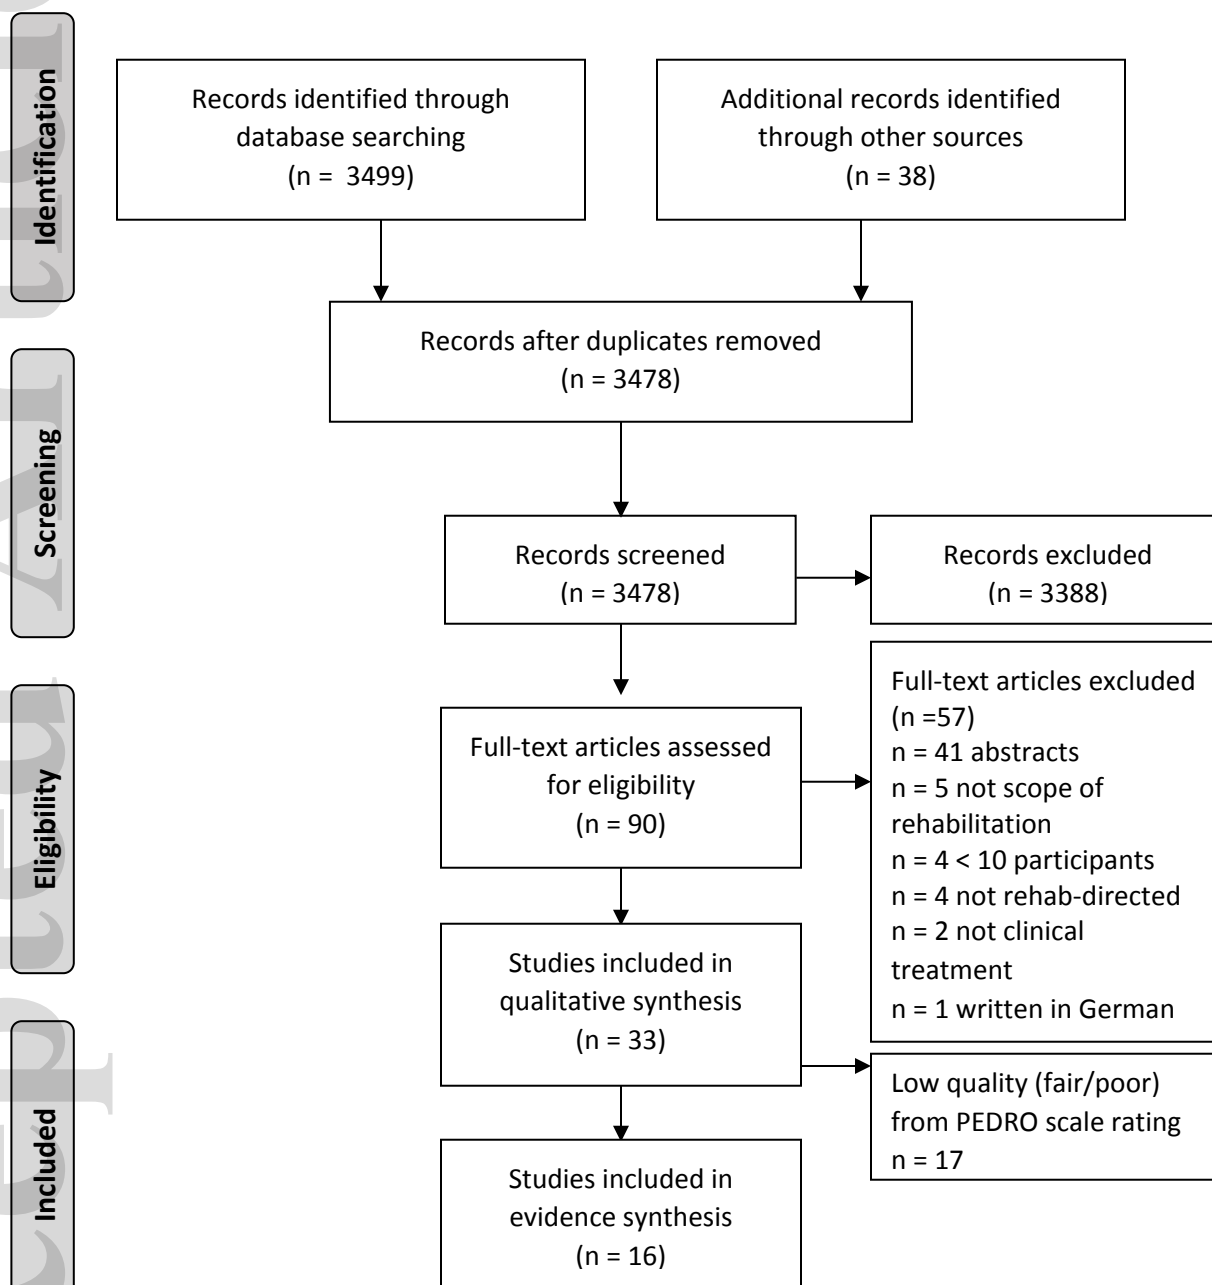 Identification
Records identified through
database searching
(n =  3499)
Additional records identified
through other sources
(n = 38)
Records after duplicates removed
(n = 3478)
Screening
Records screened
(n = 3478)
Records excluded
(n = 3388)
Eligibility
Full-text articles assessed
for eligibility
(n = 90)
Full-text articles excluded
(n =57)
n = 41 abstracts
n = 5 not scope of
rehabilitation
n = 4 < 10 participants
n = 4 not rehab-directed
n = 2 not clinical
treatment
n = 1 written in German
Studies included in
qualitative synthesis
(n = 33)
Low quality (fair/poor)
from PEDRO scale rating
n = 17
Included
Studies included in
evidence synthesis
(n = 16)